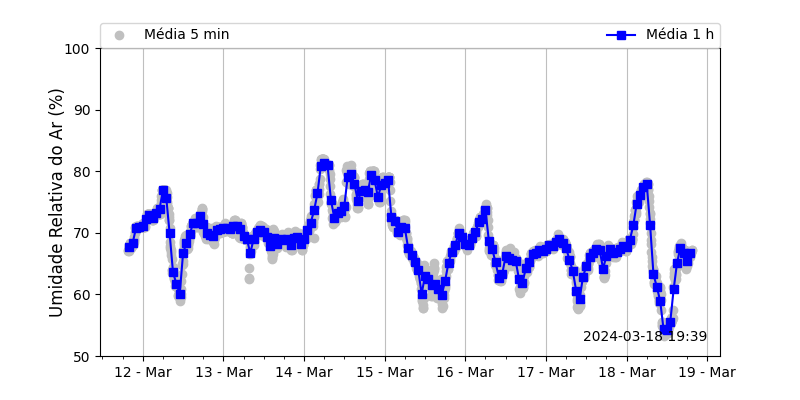 Média 5 min
Média 1 h
Umidade Relativa do Ar (%)
100
90
80
70
60
50
2024-03-18 19:39
12 - Mar
13 - Mar
14 - Mar
15 - Mar
16 - Mar
17 - Mar
18 - Mar
19 - Mar